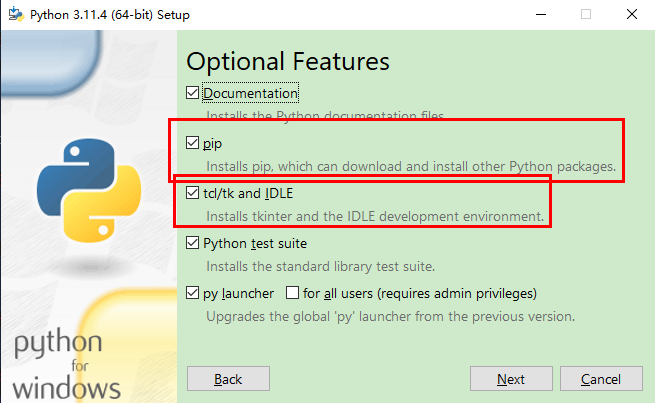 Python 3.11.4 (64-bit) Setup
Optional Features
Documentation
Installs the Python documentation files.
pip
Installs pip, which can download and install other Python packages.
tcl/tk and IDLE
Installs tkinter and the IDLE development environment.
Python test suite
Installs the standard library test suite.
py launcher for all users (requires admin privileges)
Upgrades the global 'py' launcher from the previous version.
python
for
windows
Back Next Cancel